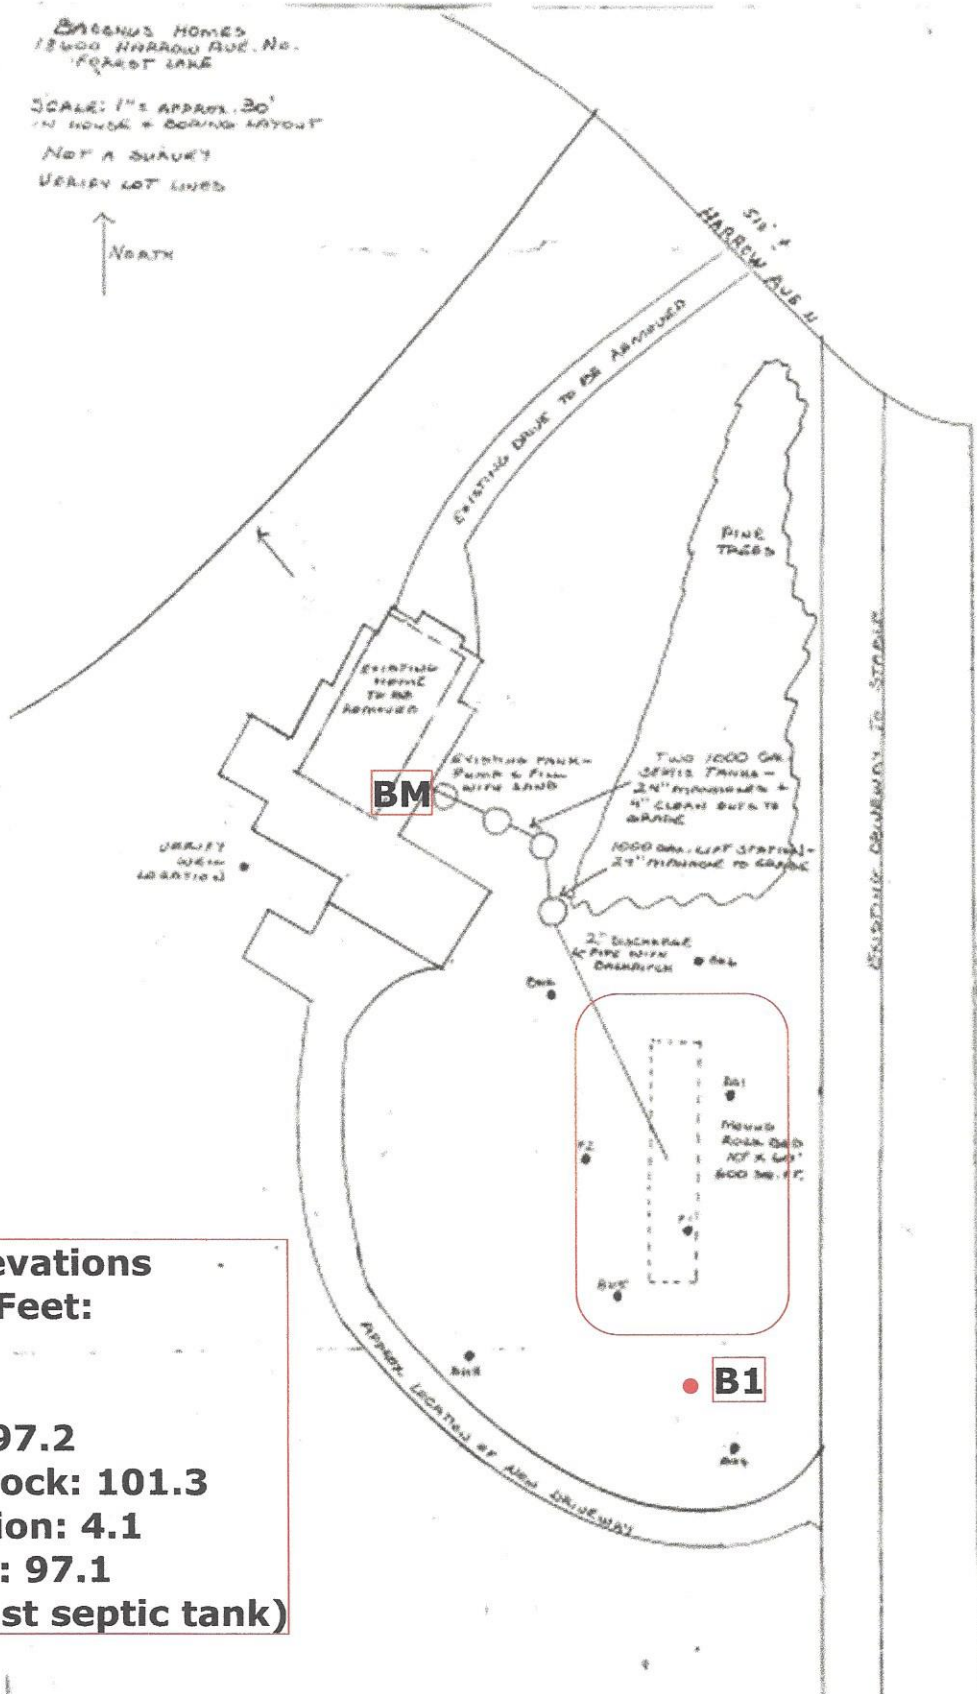 HOMES
HARROW AVE. NO.
FOREST LAKE
SCALE: 1" = APPROX. 30'
IN HOUSE + BORING LAYOUT
NOT A SURVEY
VERIFY LOT LINES
NORTH
HARROW AVE N
EXISTING DRIVE TO BE REMOVED
PINE
TREES
EXISTING
HOME
TO BE
REMOVED
EXISTING DRIVEWAY TO STABLE
EXISTING TANK -
PUMP & FILL
WITH SAND
TWO 1000 GAL
SEPTIC TANKS -
24" MANHOLES +
4" CLEAN OUTS TO
GRADE
BM
1000 GAL. LIFT STATION -
24" MANHOLE TO GRADE
VERIFY
WELL
LOCATION
2" DISCHARGE
PIPE WITH
MOUND
ROCK BED
10' X 60'
600 SQ. FT.
P2
P1
evations
Feet:
97.2
ock: 101.3
ion: 4.1
: 97.1
st septic tank)
B1
APPROX LOCATION OF NEW DRIVEWAY